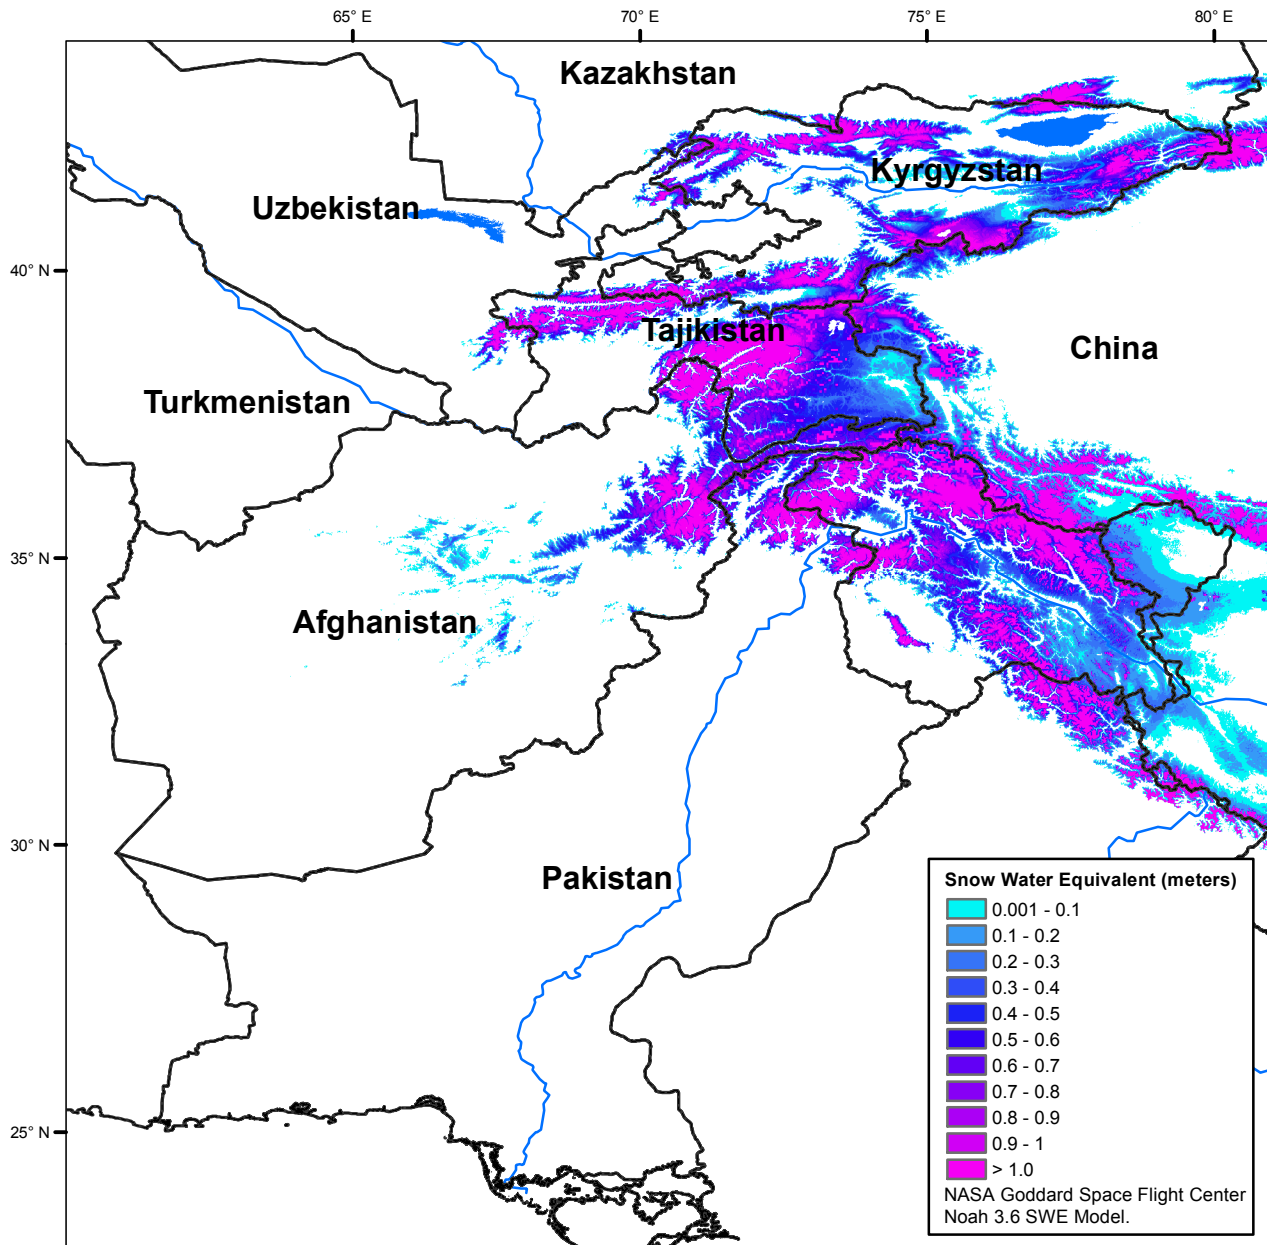 65° E 70° E 75° E 80° E
Kazakhstan
Kyrgyzstan
Uzbekistan
40° N
Tajikistan
China
Turkmenistan
35° N
Afghanistan
30° N
Pakistan
25° N
Snow Water Equivalent (meters)
0.001 - 0.1
0.1 - 0.2
0.2 - 0.3
0.3 - 0.4
0.4 - 0.5
0.5 - 0.6
0.6 - 0.7
0.7 - 0.8
0.8 - 0.9
0.9 - 1
> 1.0
NASA Goddard Space Flight Center
Noah 3.6 SWE Model.